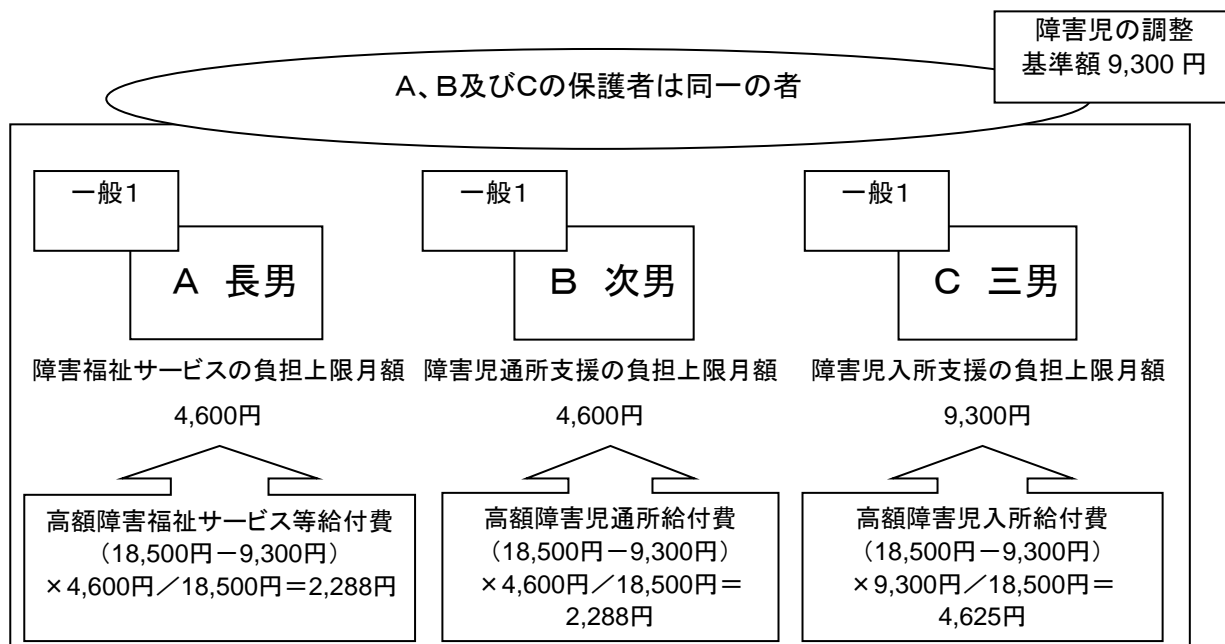 障害児の調整
基準額 9,300 円
A、B及びCの保護者は同一の者
一般1
A 長男
障害福祉サービスの負担上限月額
4,600円
高額障害福祉サービス等給付費
(18,500円－9,300円)
×4,600円／18,500円＝2,288円
一般1
B 次男
障害児通所支援の負担上限月額
4,600円
高額障害児通所給付費
(18,500円－9,300円)
×4,600円／18,500円＝
2,288円
一般1
C 三男
障害児入所支援の負担上限月額
9,300円
高額障害児入所給付費
(18,500円－9,300円)
×9,300円／18,500円＝
4,625円